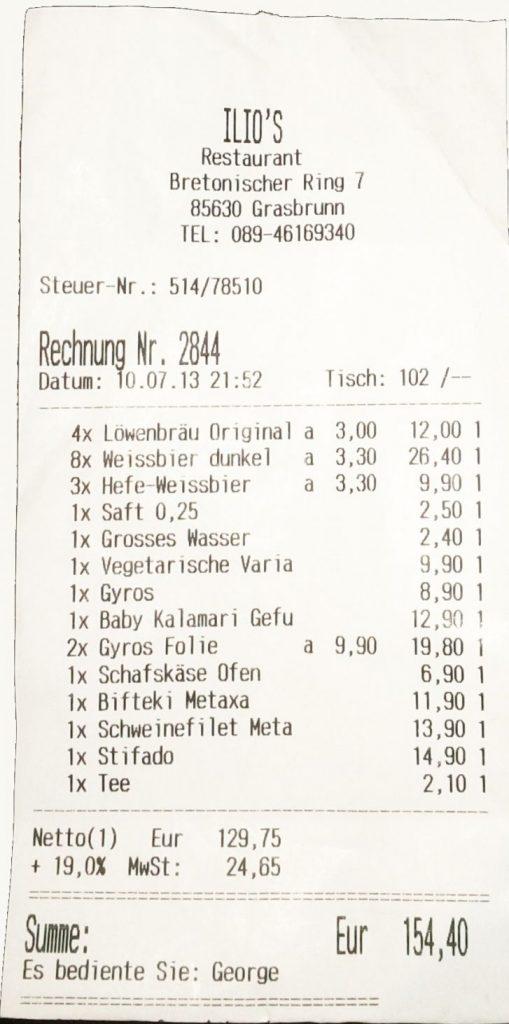 ILIO'S
Restaurant
Bretonischer Ring 7
85630 Grasbrunn
TEL: 089-46169340
Steuer-Nr.: 514/78510
Rechnung Nr. 2844
Datum: 10.07.13 21:52 Tisch: 102 /--
4x Löwenbräu Original a 3,00 12,00 1
8x Weissbier dunkel a 3,30 26,40 1
3x Hefe-Weissbier a 3,30 9,90 1
1x Saft 0,25 2,50 1
1x Grosses Wasser 2,40 1
1x Vegetarische Varia 9,90 1
1x Gyros 8,90 1
1x Baby Kalamari Gefu 12,90 1
2x Gyros Folie a 9,90 19,80 1
1x Schafskäse Ofen 6,90 1
1x Bifteki Metaxa 11,90 1
1x Schweinefilet Meta 13,90 1
1x Stifado 14,90 1
1x Tee 2,10 1
Netto(1) Eur 129,75
+ 19,0% MwSt: 24,65
Summe: Eur 154,40
Es bediente Sie: George